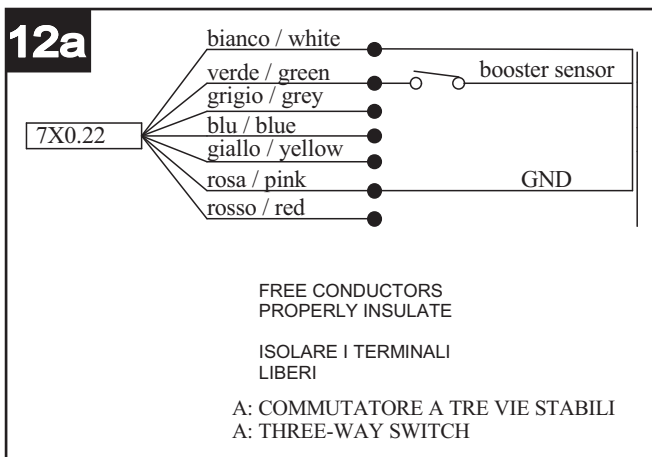 12a
bianco / white
verde / green
booster sensor
grigio / grey
7X0.22
blu / blue
giallo / yellow
rosa / pink
GND
rosso / red
FREE CONDUCTORS
PROPERLY INSULATE
ISOLARE I TERMINALI
LIBERI
A: COMMUTATORE A TRE VIE STABILI
A: THREE-WAY SWITCH